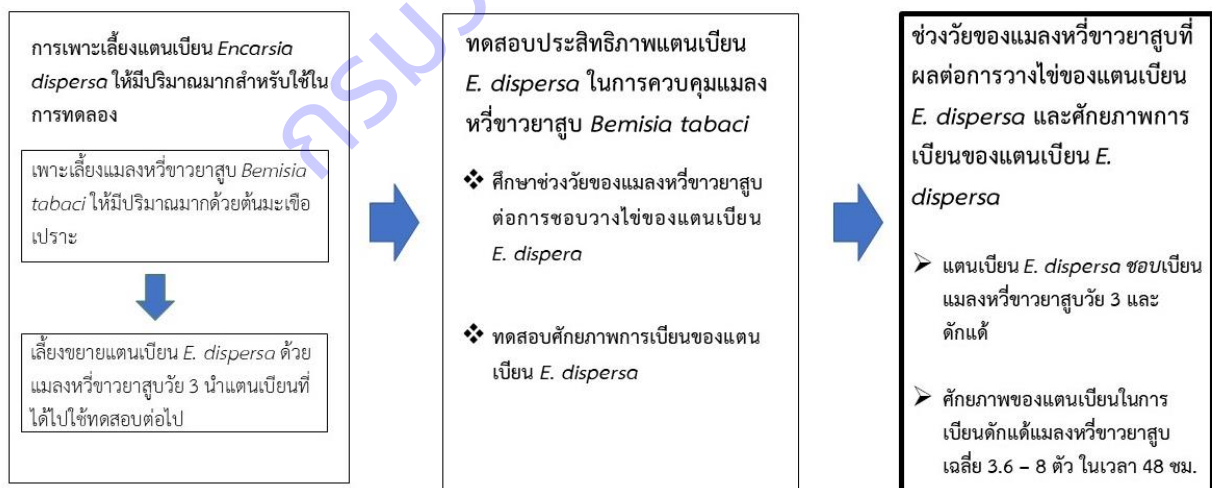 การเพาะเลี้ยงแตนเบียน Encarsia
dispersa ให้มีปริมาณมากสำหรับใช้ใน
การทดลอง
เพาะเลี้ยงแมลงหวี่ขาวยาสูบ Bemisia
tabaci ให้มีปริมาณมากด้วยต้นมะเขือ
เปราะ
เลี้ยงขยายแตนเบียน E. dispersa ด้วย
แมลงหวี่ขาวยาสูบวัย 3 นำแตนเบียนที่
ได้ไปใช้ทดสอบต่อไป
ทดสอบประสิทธิภาพแตนเบียน
E. dispersa ในการควบคุมแมลง
หวี่ขาวยาสูบ Bemisia tabaci
❖ ศึกษาช่วงวัยของแมลงหวี่ขาวยาสูบ
ต่อการชอบวางไข่ของแตนเบียน
E. dispera
❖ ทดสอบศักยภาพการเบียนของแตน
เบียน E. dispersa
ช่วงวัยของแมลงหวี่ขาวยาสูบที่
ผลต่อการวางไข่ของแตนเบียน
E. dispersa และศักยภาพการ
เบียนของแตนเบียน E.
dispersa
➢ แตนเบียน E. dispersa ชอบเบียน
แมลงหวี่ขาวยาสูบวัย 3 และ
ดักแด้
➢ ศักยภาพของแตนเบียนในการ
เบียนดักแด้แมลงหวี่ขาวยาสูบ
เฉลี่ย 3.6 – 8 ตัว ในเวลา 48 ชม.